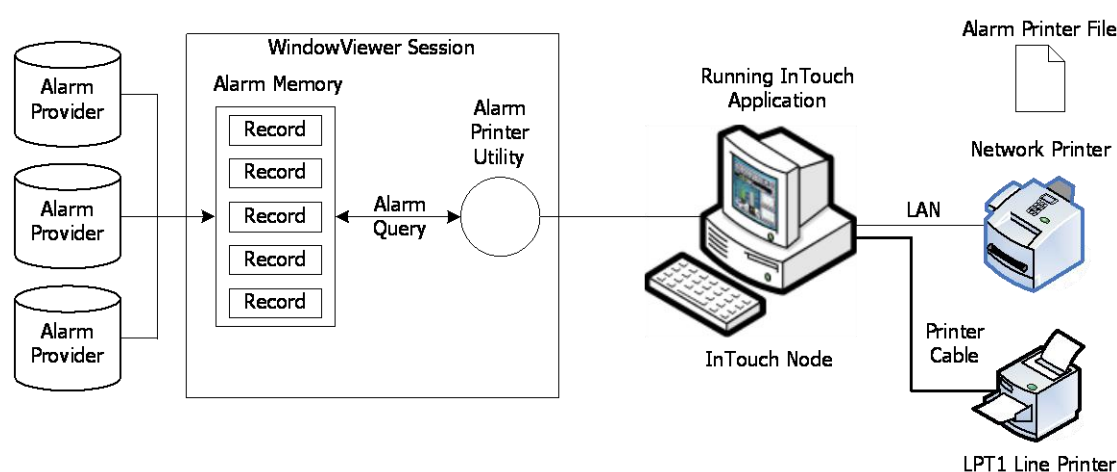 WindowViewer Session
Alarm Memory
Alarm
Provider
Alarm
Provider
Alarm
Provider
Record
Record
Record
Record
Record
Alarm
Query
Alarm
Printer
Utility
Running InTouch
Application
InTouch Node
Alarm Printer File
Network Printer
LAN
Printer
Cable
LPT1 Line Printer